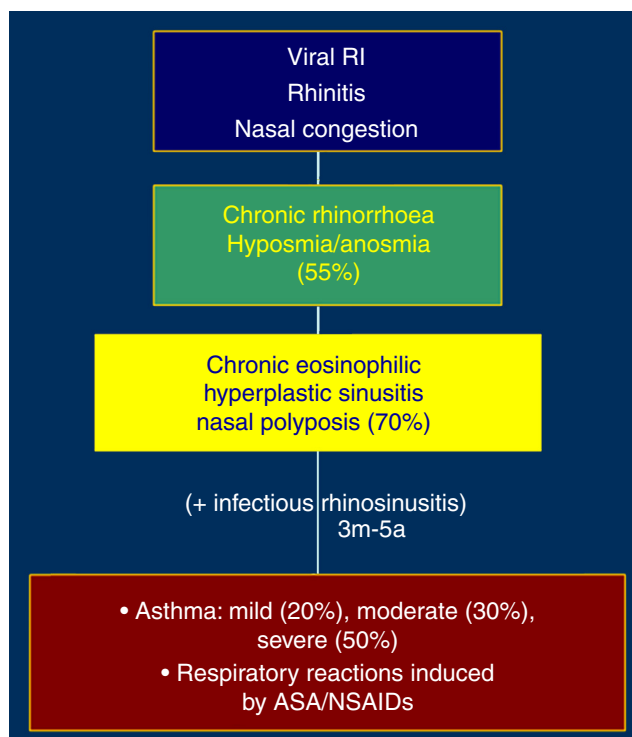 Viral RI
Rhinitis
Nasal congestion
Chronic rhinorrhoea
Hyposmia/anosmia
(55%)
Chronic eosinophilic
hyperplastic sinusitis
nasal polyposis (70%)
(+ infectious rhinosinusitis)
3m-5a
• Asthma: mild (20%), moderate (30%),
severe (50%)
• Respiratory reactions induced
by ASA/NSAIDs